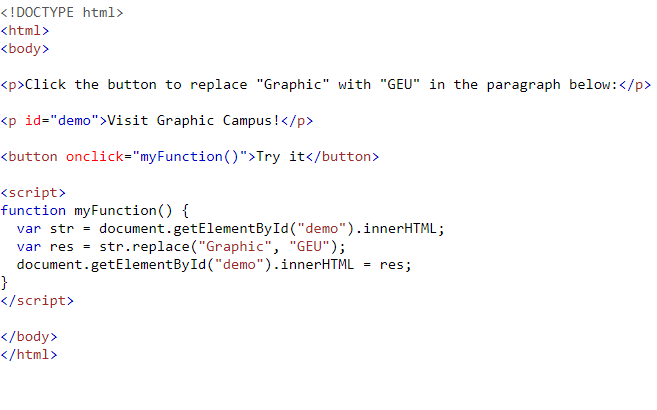 <!DOCTYPE html>
<html>
<body>
<p>Click the button to replace "Graphic" with "GEU" in the paragraph below:</p>
<p id="demo">Visit Graphic Campus!</p>
<button onclick="myFunction()">Try it</button>
<script>
function myFunction() {
  var str = document.getElementById("demo").innerHTML;
  var res = str.replace("Graphic", "GEU");
  document.getElementById("demo").innerHTML = res;
}
</script>
</body>
</html>